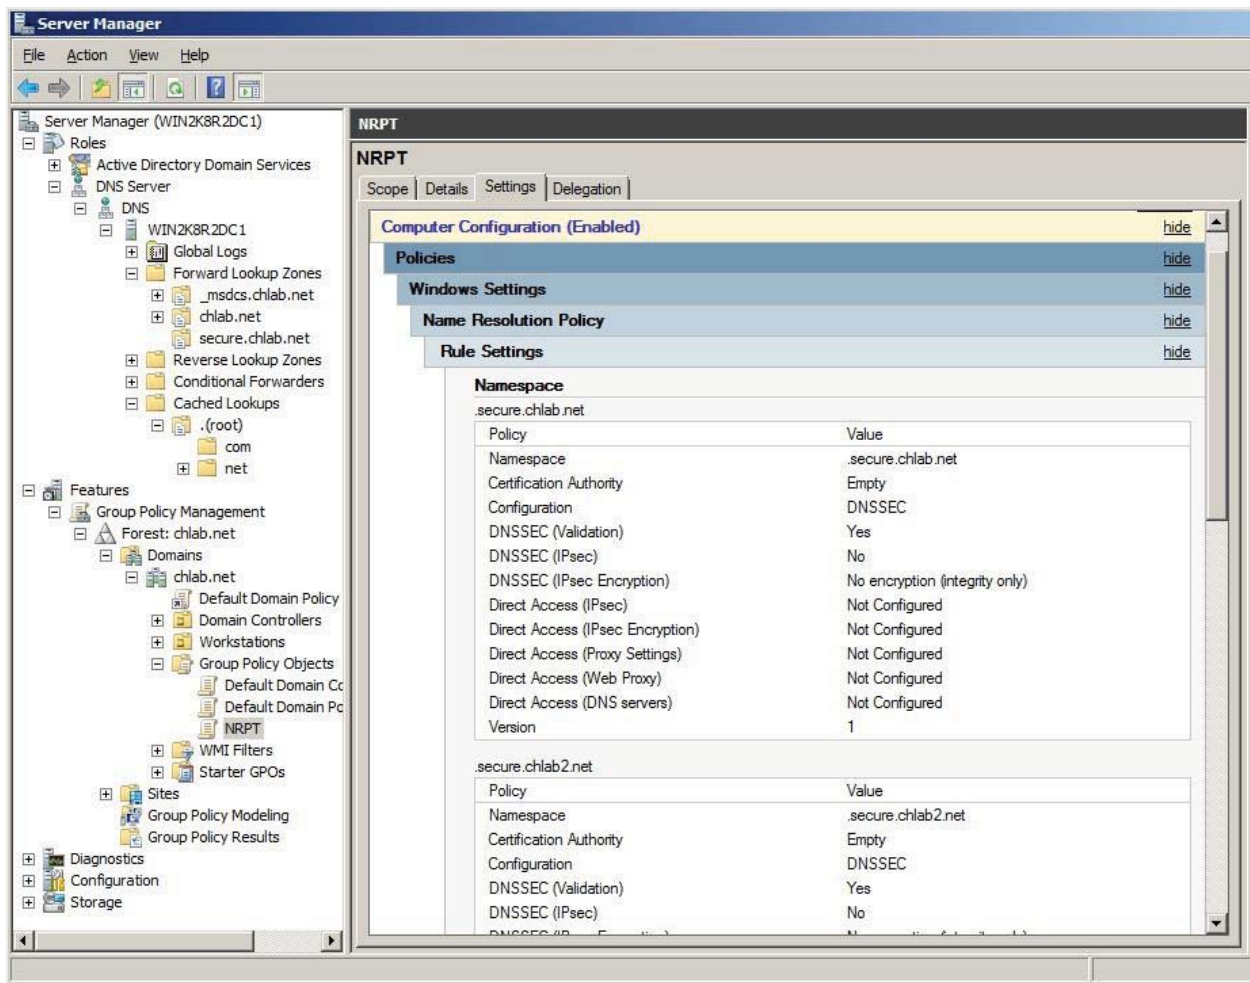 Server Manager
File Action View Help
Server Manager (WIN2K8R2DC1)
Roles
Active Directory Domain Services
DNS Server
DNS
WIN2K8R2DC1
Global Logs
Forward Lookup Zones
_msdcs.chlab.net
chlab.net
secure.chlab.net
Reverse Lookup Zones
Conditional Forwarders
Cached Lookups
.(root)
com
net
Features
Group Policy Management
Forest: chlab.net
Domains
chlab.net
Default Domain Policy
Domain Controllers
Workstations
Group Policy Objects
Default Domain Cc
Default Domain Pc
NRPT
WMI Filters
Starter GPOs
Sites
Group Policy Modeling
Group Policy Results
Diagnostics
Configuration
Storage
NRPT
NRPT
Scope Details Settings Delegation
Computer Configuration (Enabled) hide
Policies hide
Windows Settings hide
Name Resolution Policy hide
Rule Settings hide
Namespace
.secure.chlab.net
Policy Value
Namespace .secure.chlab.net
Certification Authority Empty
Configuration DNSSEC
DNSSEC (Validation) Yes
DNSSEC (IPsec) No
DNSSEC (IPsec Encryption) No encryption (integrity only)
Direct Access (IPsec) Not Configured
Direct Access (IPsec Encryption) Not Configured
Direct Access (Proxy Settings) Not Configured
Direct Access (Web Proxy) Not Configured
Direct Access (DNS servers) Not Configured
Version 1
.secure.chlab2.net
Policy Value
Namespace .secure.chlab2.net
Certification Authority Empty
Configuration DNSSEC
DNSSEC (Validation) Yes
DNSSEC (IPsec) No